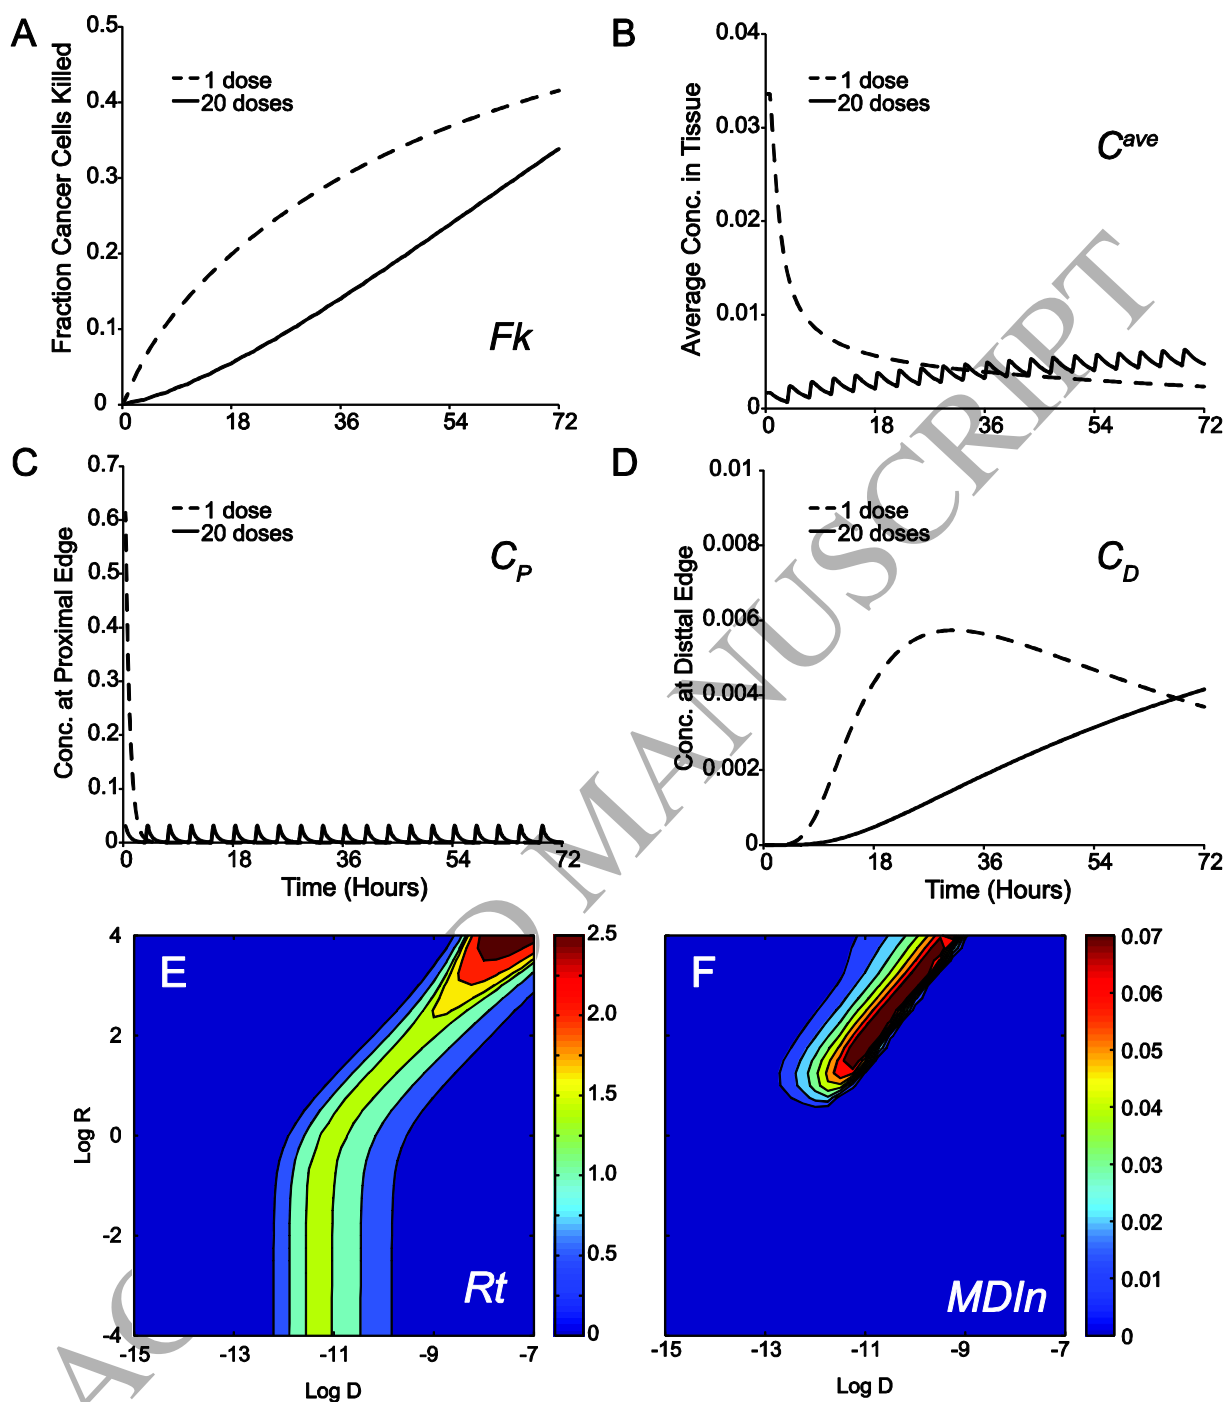 A
Fraction Cancer Cells Killed
0.5
0.4
0.3
0.2
0.1
0
1 dose
20 doses
Fk
0 18 36 54 72
B
Average Conc. in Tissue
0.04
0.03
0.02
0.01
0
1 dose
20 doses
C^ave
0 18 36 54 72
C
Conc. at Proximal Edge
0.7
0.6
0.5
0.4
0.3
0.2
0.1
0
1 dose
20 doses
C_P
0 18 36 54 72
Time (Hours)
D
Conc. at Disttal Edge
0.01
0.008
0.006
0.004
0.002
0
1 dose
20 doses
C_D
0 18 36 54 72
Time (Hours)
E
Log R
4
2
0
-2
-4
Rt
-15 -13 -11 -9 -7
Log D
2.5
2.0
1.5
1.0
0.5
0
F
MDIn
-15 -13 -11 -9 -7
Log D
0.07
0.06
0.05
0.04
0.03
0.02
0.01
0
MANUSCRIPT